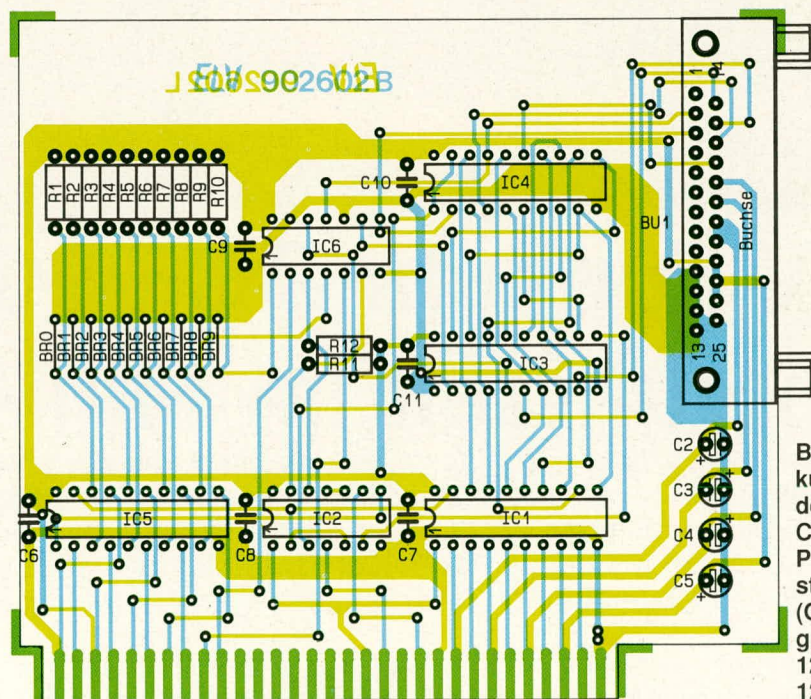 1 14
R1 R2 R3 R4 R5 R6 R7 R8 R9 R10
C10
IC4
BU1
Buchse
C9
IC6
BR0 BR1 BR2 BR3 BR4 BR5 BR6 BR7 BR8 BR9
R12
R11
IC3
C11
13 25
C2
+
C3
+
C4
+
C5
+
IC5
IC2
IC1
C6
C8
C7